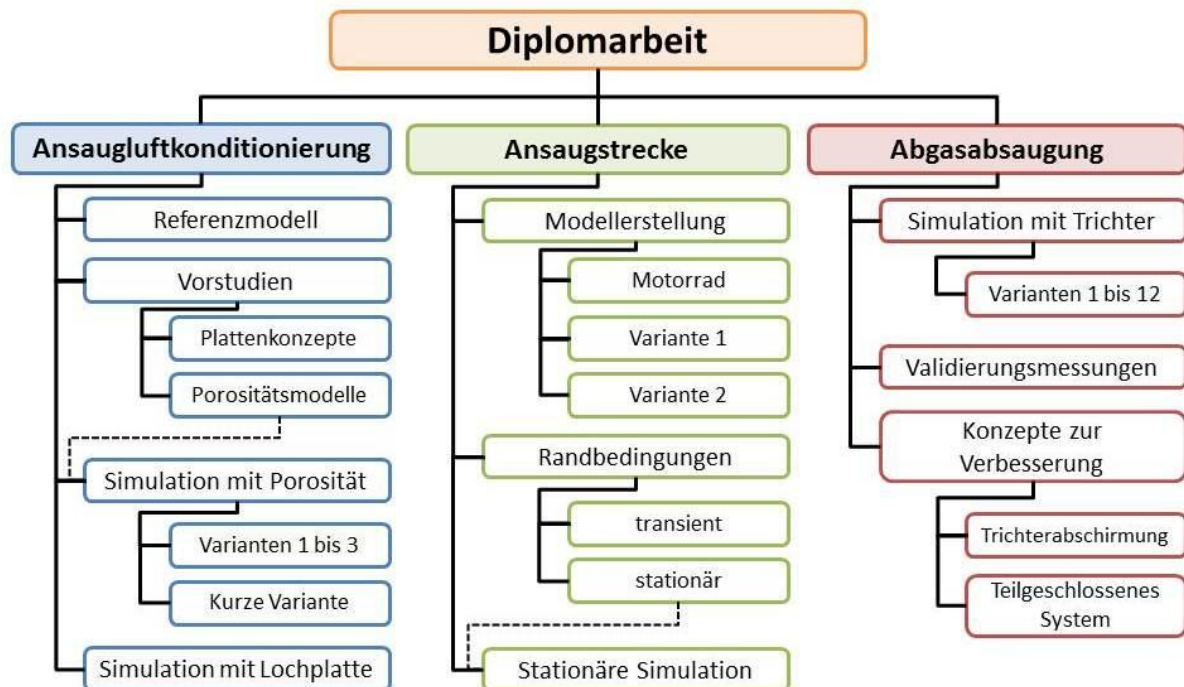 Diplomarbeit
Ansaugluftkonditionierung
Referenzmodell
Vorstudien
Plattenkonzepte
Porositätsmodelle
Simulation mit Porosität
Varianten 1 bis 3
Kurze Variante
Simulation mit Lochplatte
Ansaugstrecke
Modellerstellung
Motorrad
Variante 1
Variante 2
Randbedingungen
transient
stationär
Stationäre Simulation
Abgasabsaugung
Simulation mit Trichter
Varianten 1 bis 12
Validierungsmessungen
Konzepte zur
Verbesserung
Trichterabschirmung
Teilgeschlossenes
System